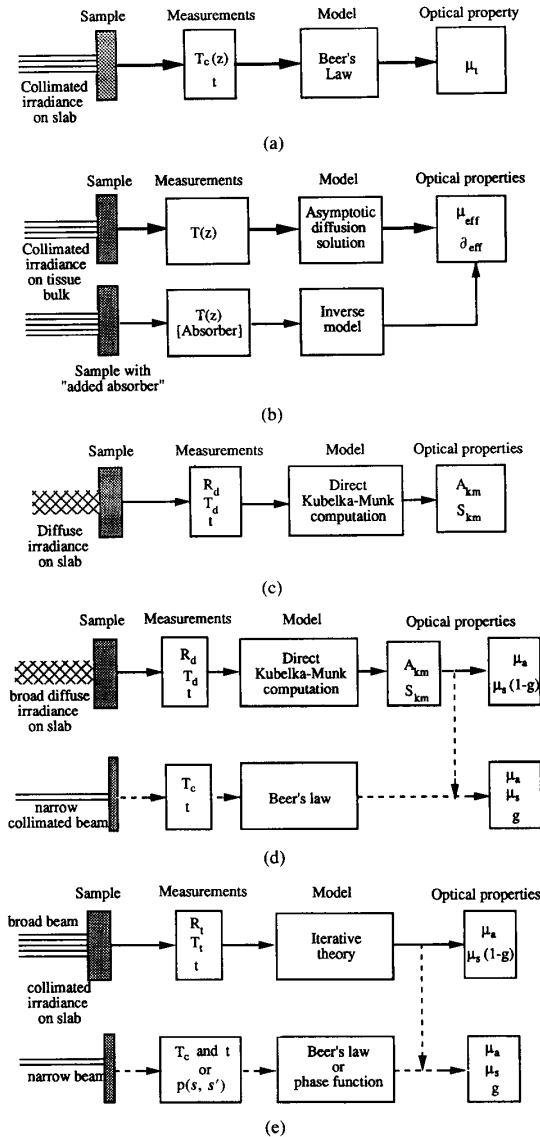 Sample
Measurements
Model
Optical property
Collimated
irradiance
on slab
T_c(z)
t
Beer's
Law
μ_t
(a)
Sample
Measurements
Model
Optical properties
Collimated
irradiance
on tissue
bulk
T(z)
Asymptotic
diffusion
solution
μ_eff
∂_eff
T(z)
[Absorber]
Inverse
model
Sample with
"added absorber"
(b)
Sample
Measurements
Model
Optical properties
Diffuse
irradiance
on slab
R_d
T_d
t
Direct
Kubelka-Munk
computation
A_km
S_km
(c)
Sample
Measurements
Model
Optical properties
broad diffuse
irradiance
on slab
R_d
T_d
t
Direct
Kubelka-Munk
computation
A_km
S_km
μ_a
μ_s (1-g)
narrow
collimated beam
T_c
t
Beer's law
μ_a
μ_s
g
(d)
Sample
Measurements
Model
Optical properties
broad beam
collimated
irradiance
on slab
R_t
T_t
t
Iterative
theory
μ_a
μ_s (1-g)
narrow beam
T_c and t
or
p(s, s')
Beer's law
or
phase function
μ_a
μ_s
g
(e)